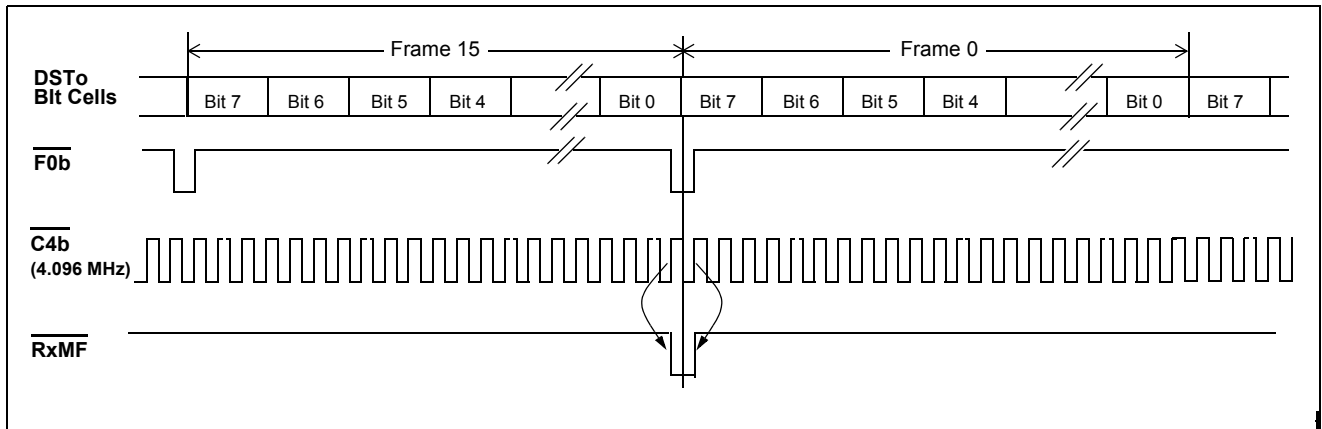 Frame 15 Frame 0
DSTo
BIt Cells
Bit 7 Bit 6 Bit 5 Bit 4 Bit 0 Bit 7 Bit 6 Bit 5 Bit 4 Bit 0 Bit 7
F0b
C4b
(4.096 MHz)
RxMF